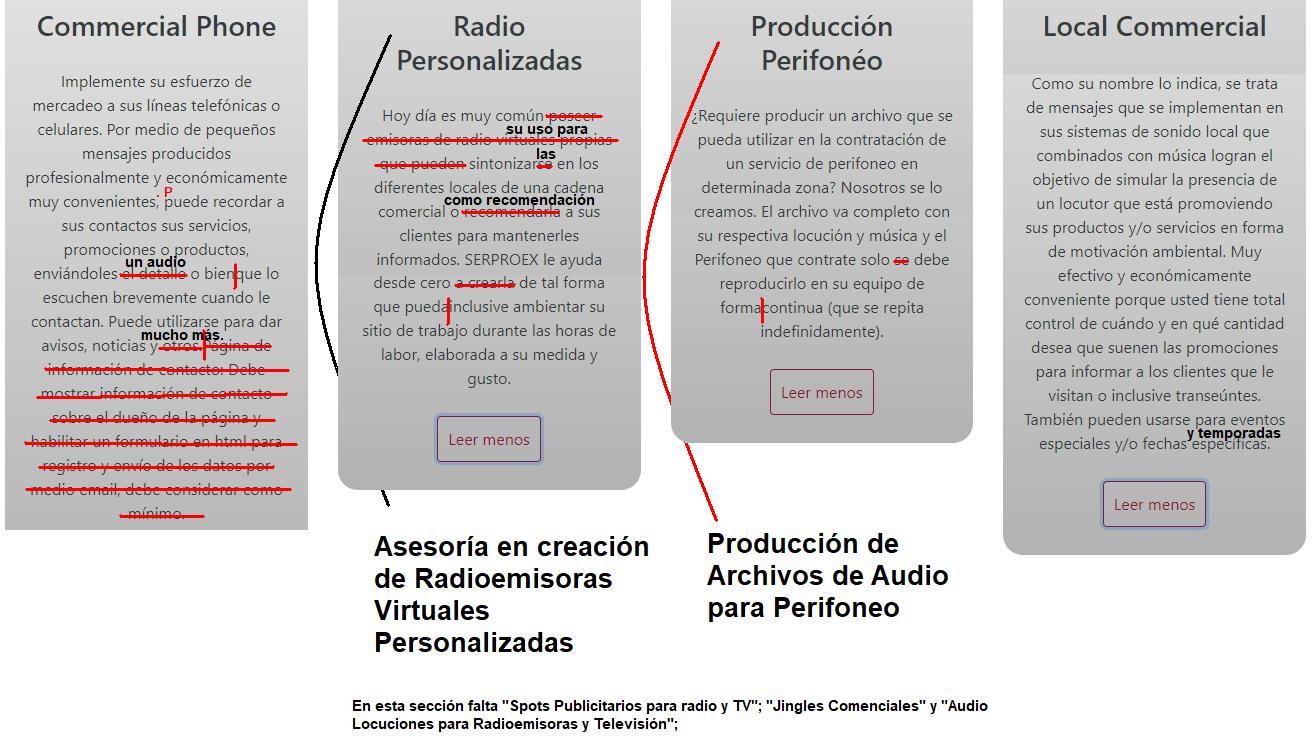 Commercial Phone
Implemente su esfuerzo de
mercadeo a sus líneas telefónicas o
celulares. Por medio de pequeños
mensajes producidos
profesionalmente y económicamente
. P
muy convenientes, puede recordar a
sus contactos sus servicios,
promociones o productos,
un audio
enviándoles el detalle o bien que lo
escuchen brevemente cuando le
contactan. Puede utilizarse para dar
mucho más.
avisos, noticias y otros Página de
información de contacto: Debe
mostrar información de contacto
sobre el dueño de la página y
habilitar un formulario en html para
registro y envío de los datos por
medio email, debe considerar como
mínimo.
Radio
Personalizadas
Hoy día es muy común poseer
su uso para
emisoras de radio virtuales propias
las
que pueden sintonizarse en los
diferentes locales de una cadena
como recomendación
comercial o recomendarla a sus
clientes para mantenerles
informados. SERPROEX le ayuda
desde cero a crearla de tal forma
que puedainclusive ambientar su
sitio de trabajo durante las horas de
labor, elaborada a su medida y
gusto.
Leer menos
Asesoría en creación
de Radioemisoras
Virtuales
Personalizadas
Producción
Perifonéo
¿Requiere producir un archivo que se
pueda utilizar en la contratación de
un servicio de perifoneo en
determinada zona? Nosotros se lo
creamos. El archivo va completo con
su respectiva locución y música y el
Perifoneo que contrate solo se debe
reproducirlo en su equipo de
formacontinua (que se repita
indefinidamente).
Leer menos
Producción de
Archivos de Audio
para Perifoneo
Local Commercial
Como su nombre lo indica, se trata
de mensajes que se implementan en
sus sistemas de sonido local que
combinados con música logran el
objetivo de simular la presencia de
un locutor que está promoviendo
sus productos y/o servicios en forma
de motivación ambiental. Muy
efectivo y económicamente
conveniente porque usted tiene total
control de cuándo y en qué cantidad
desea que suenen las promociones
para informar a los clientes que le
visitan o inclusive transeúntes.
También pueden usarse para eventos
y temporadas
especiales y/o fechas específicas.
Leer menos
En esta sección falta "Spots Publicitarios para radio y TV"; "Jingles Comenciales" y "Audio
Locuciones para Radioemisoras y Televisión";